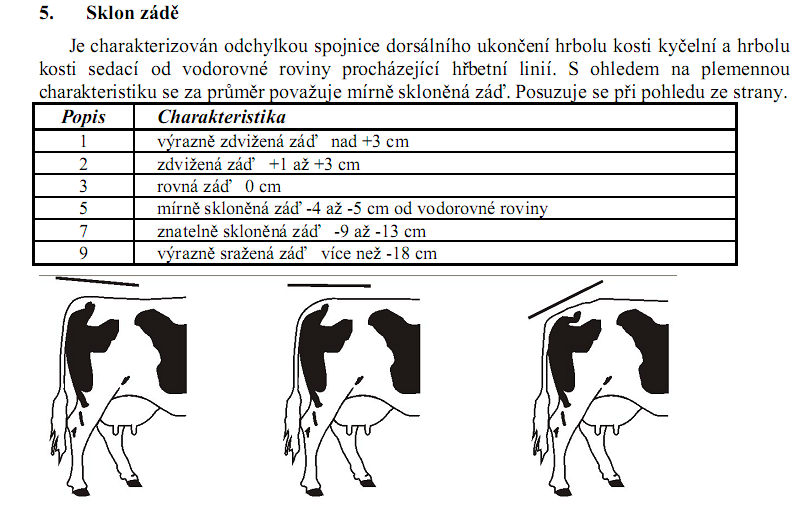 5. Sklon zádě
Je charakterizován odchylkou spojnice dorsálního ukončení hrbolu kosti kyčelní a hrbolu
kosti sedací od vodorovné roviny procházející hřbetní linií. S ohledem na plemennou
charakteristiku se za průměr považuje mírně skloněná záď. Posuzuje se při pohledu ze strany.
Popis Charakteristika
1 výrazně zdvižená záď nad +3 cm
2 zdvižená záď +1 až +3 cm
3 rovná záď 0 cm
5 mírně skloněná záď -4 až -5 cm od vodorovné roviny
7 znatelně skloněná záď -9 až -13 cm
9 výrazně sražená záď více než -18 cm